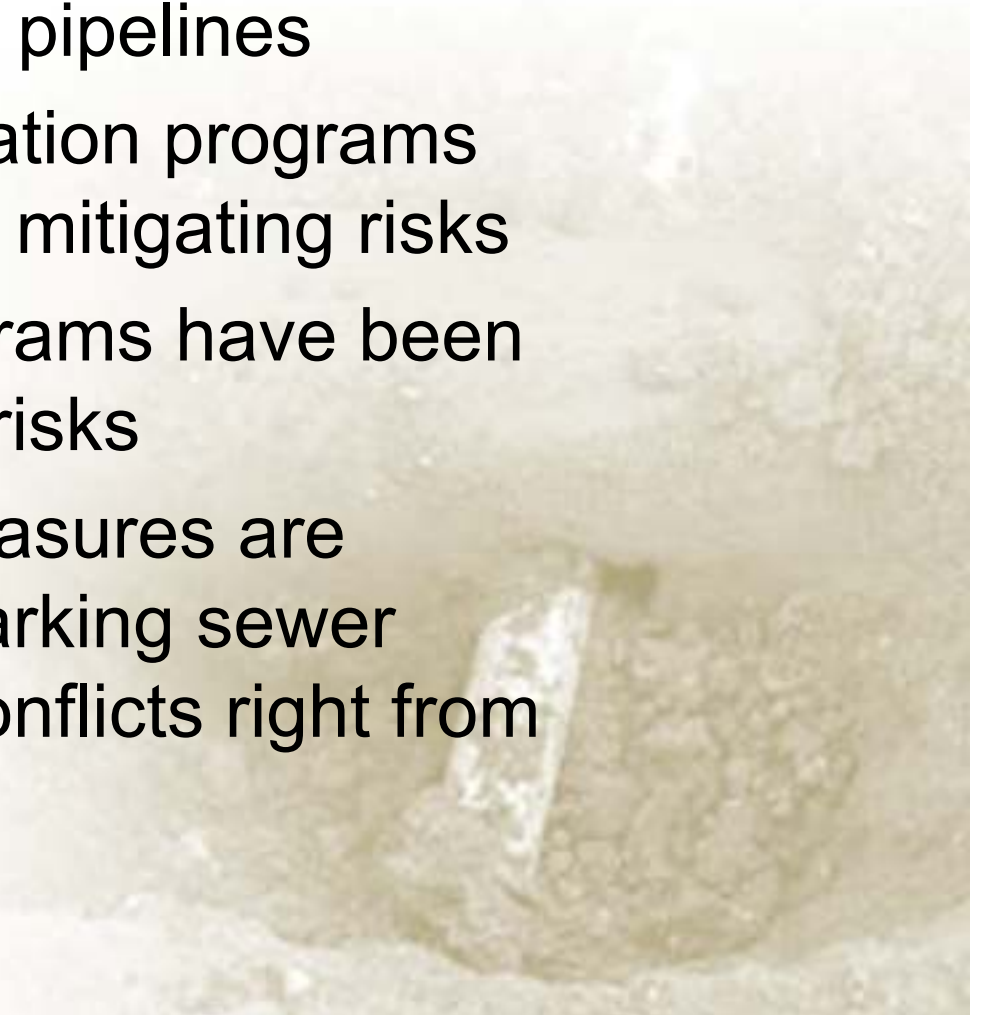 pipelines
ation programs
mitigating risks
rams have been
risks
asures are
arking sewer
onflicts right from